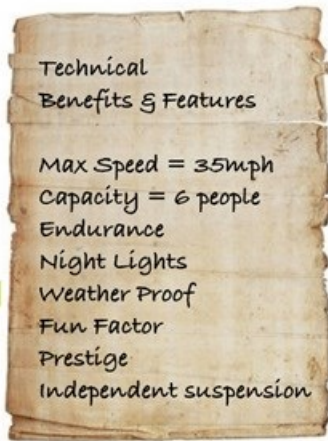 Technical
Benefits & Features
Max Speed = 35mph
Capacity = 6 people
Endurance
Night Lights
Weather Proof
Fun Factor
Prestige
Independent suspension